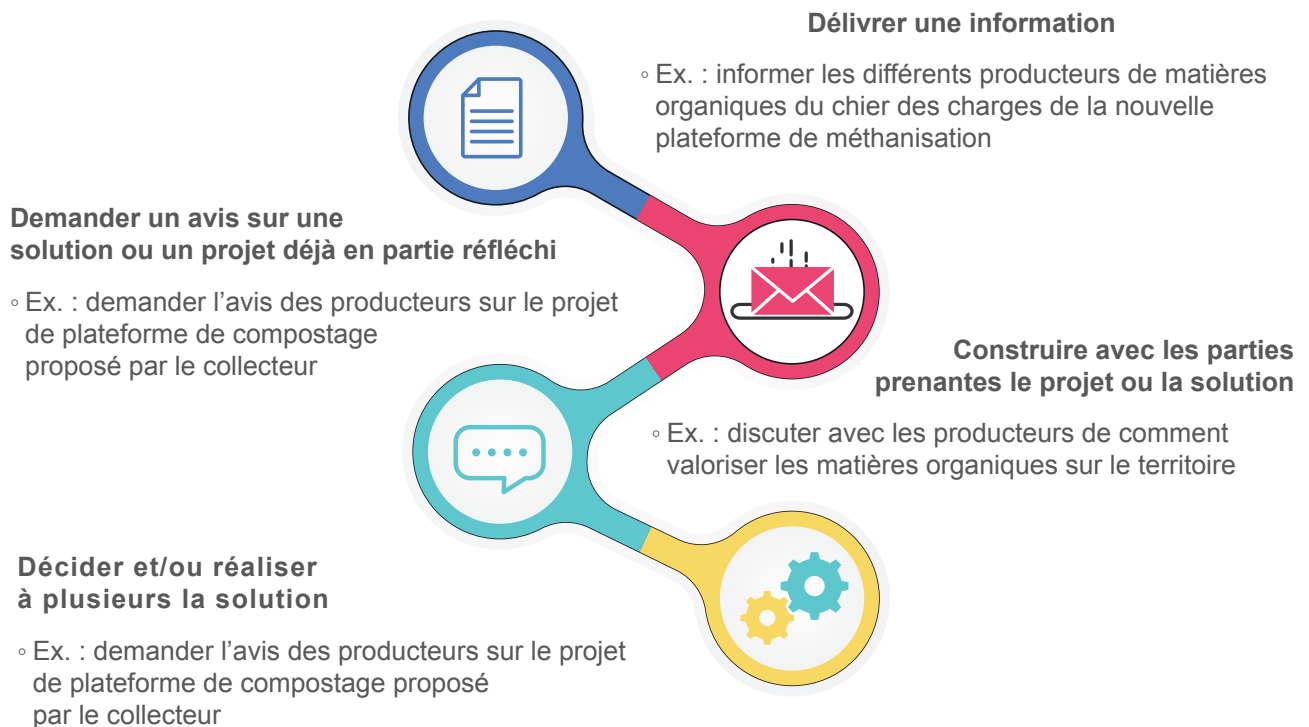 Délivrer une information
◦ Ex. : informer les différents producteurs de matières
organiques du chier des charges de la nouvelle
plateforme de méthanisation
Demander un avis sur une
solution ou un projet déjà en partie réfléchi
◦ Ex. : demander l’avis des producteurs sur le projet
de plateforme de compostage
proposé par le collecteur
Construire avec les parties
prenantes le projet ou la solution
◦ Ex. : discuter avec les producteurs de comment
valoriser les matières organiques sur le territoire
Décider et/ou réaliser
à plusieurs la solution
◦ Ex. : demander l’avis des producteurs sur le projet
de plateforme de compostage proposé
par le collecteur